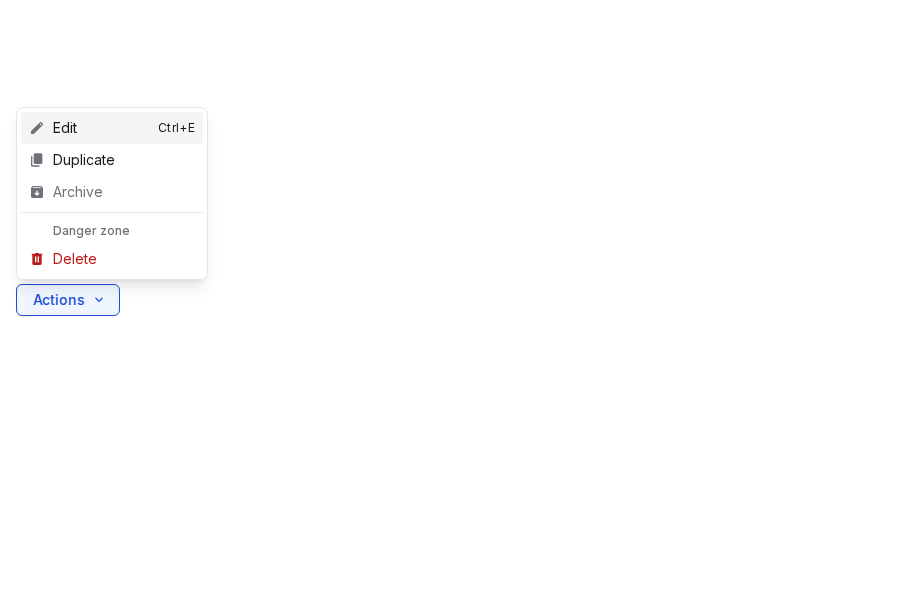 Edit Ctrl+E
Duplicate
Archive
Danger zone
Delete
Actions